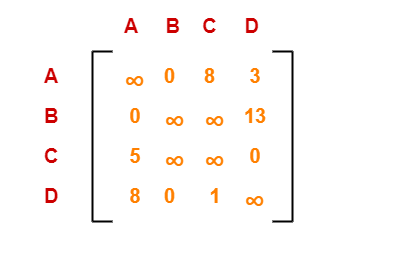 A B C D
A ∞ 0 8 3
B 0 ∞ ∞ 13
C 5 ∞ ∞ 0
D 8 0 1 ∞